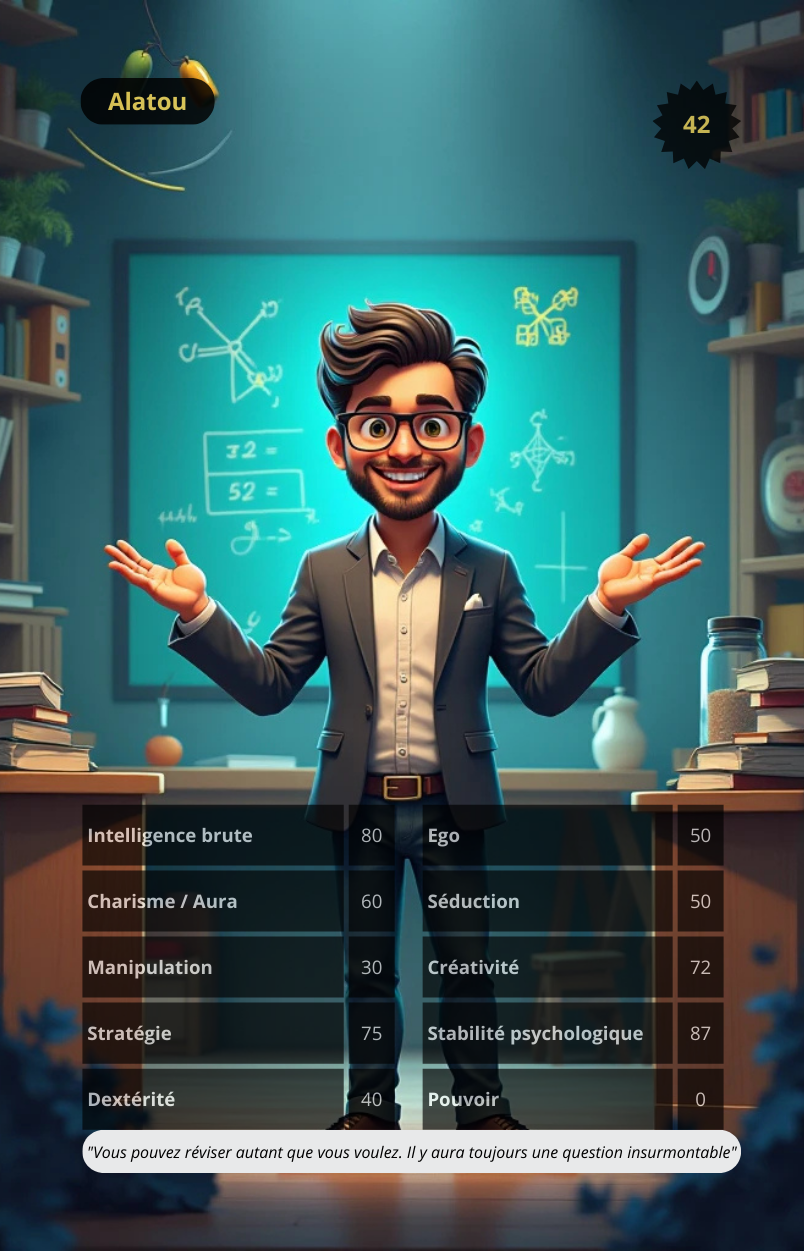 Alatou
42
32 =
52 =
Intelligence brute 80 Ego 50
Charisme / Aura 60 Séduction 50
Manipulation 30 Créativité 72
Stratégie 75 Stabilité psychologique 87
Dextérité 40 Pouvoir 0
"Vous pouvez réviser autant que vous voulez. Il y aura toujours une question insurmontable"